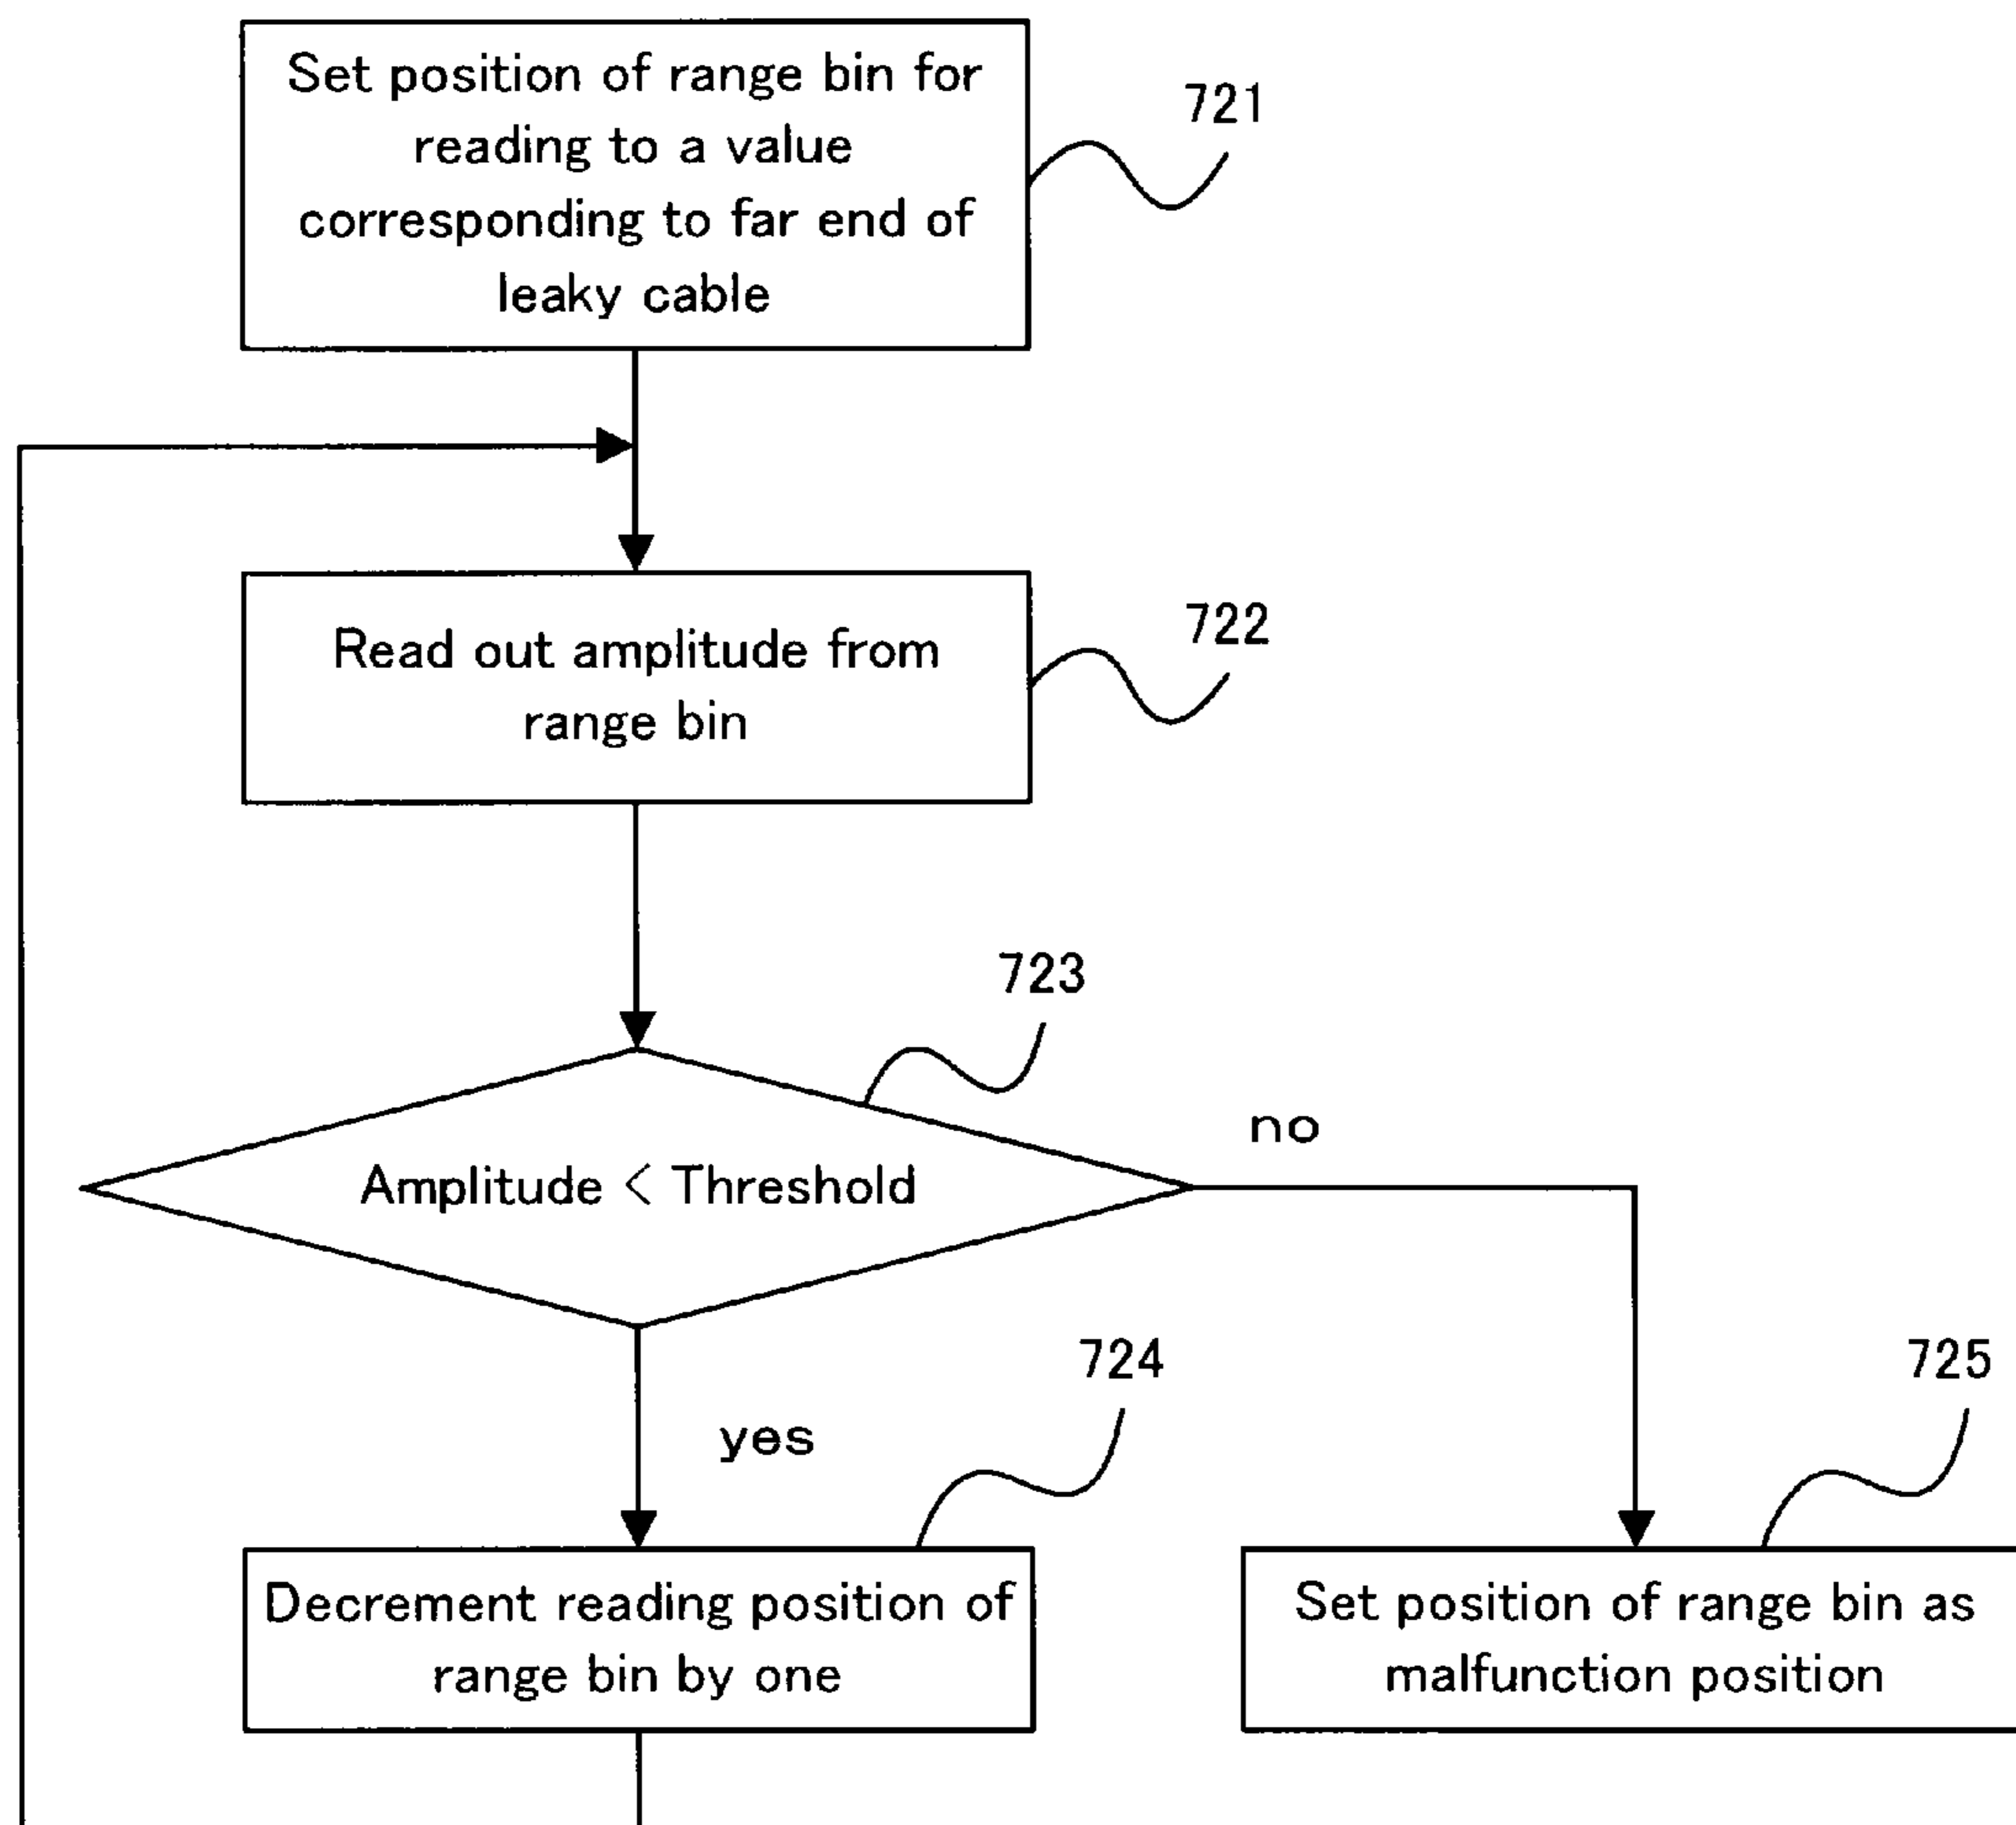 Set position of range bin for
reading to a value
corresponding to far end of
leaky cable
721
Read out amplitude from
range bin
722
723
Amplitude < Threshold
no
yes
724
Decrement reading position of
range bin by one
725
Set position of range bin as
malfunction position